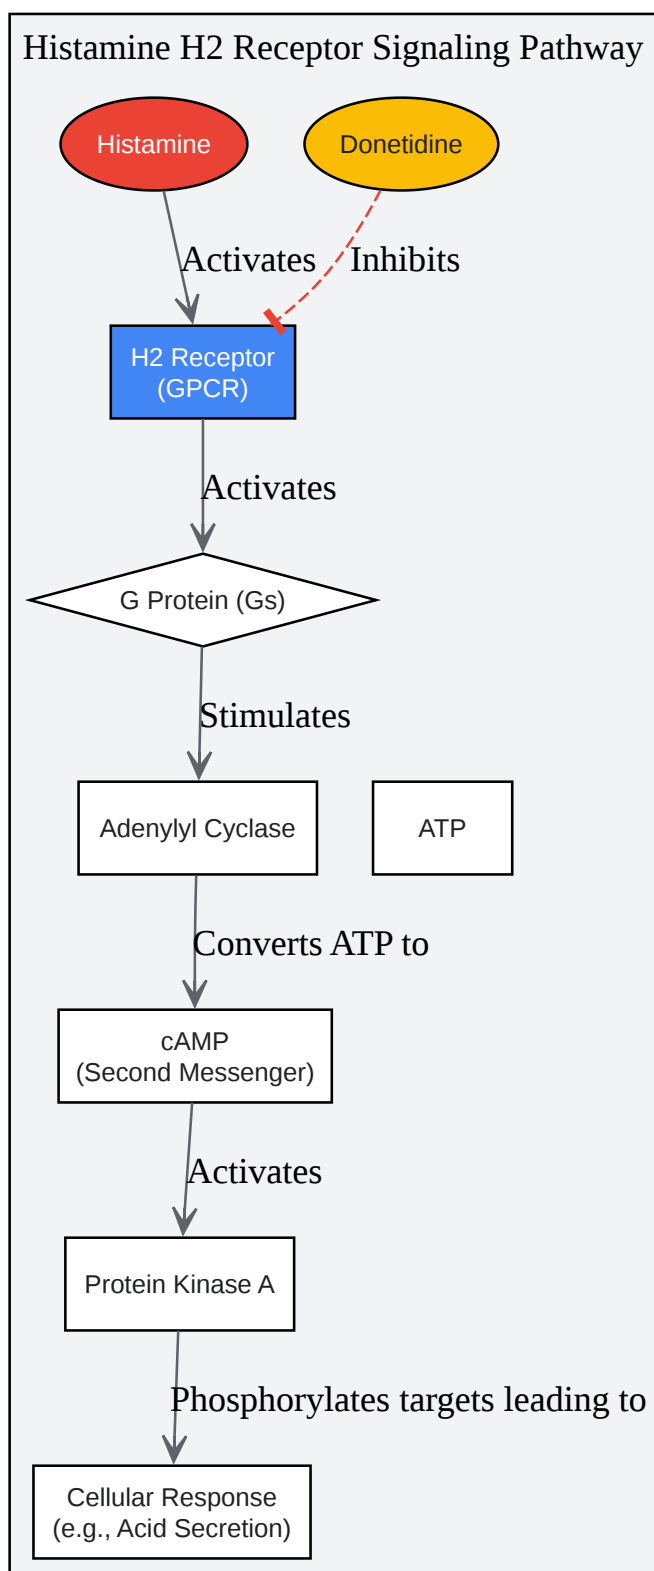 Histamine H2 Receptor Signaling Pathway
Histamine
Donetidine
Activates
Inhibits
H2 Receptor
(GPCR)
Activates
G Protein (Gs)
Stimulates
Adenylyl Cyclase
ATP
Converts ATP to
cAMP
(Second Messenger)
Activates
Protein Kinase A
Phosphorylates targets leading to
Cellular Response
(e.g., Acid Secretion)